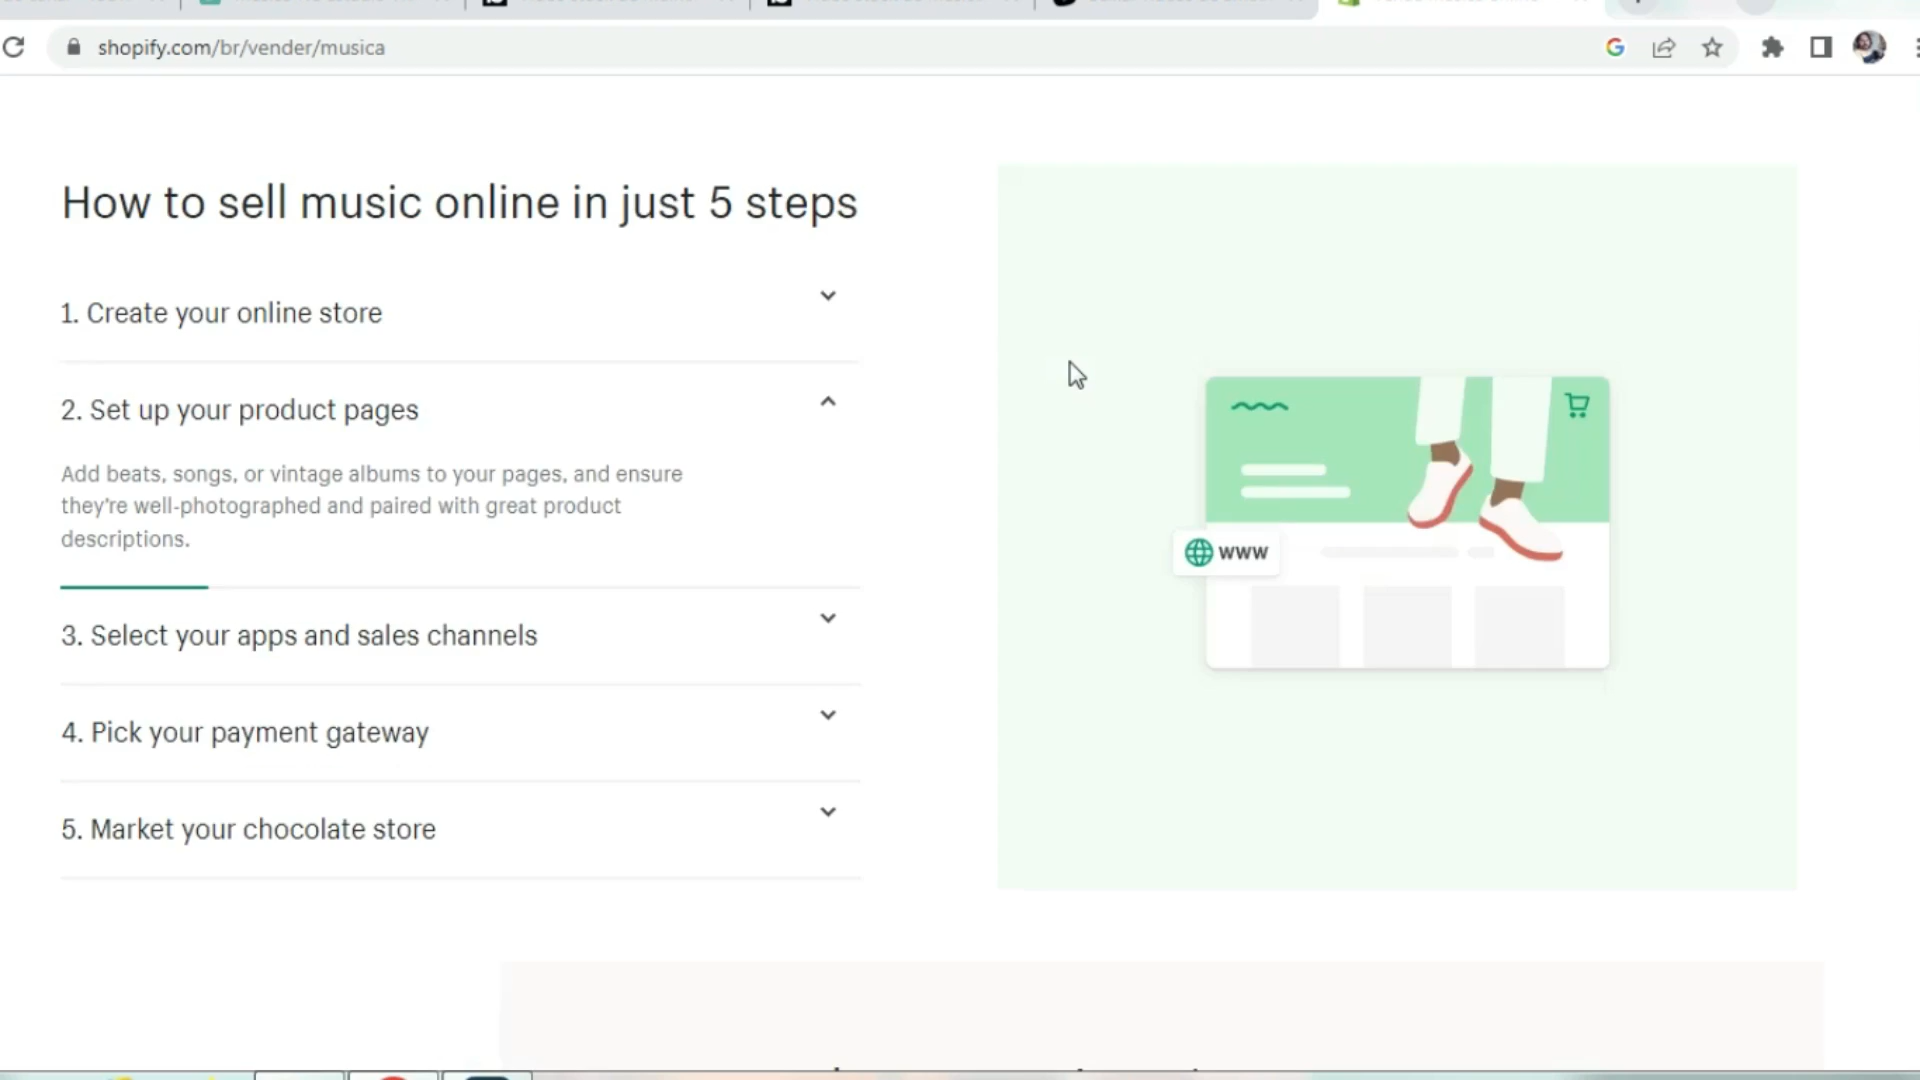 shopify.com/br/vender/musica
How to sell music online in just 5 steps
1. Create your online store
2. Set up your product pages
Add beats, songs, or vintage albums to your pages, and ensure
they're well-photographed and paired with great product
descriptions.
3. Select your apps and sales channels
4. Pick your payment gateway
5. Market your chocolate store
www